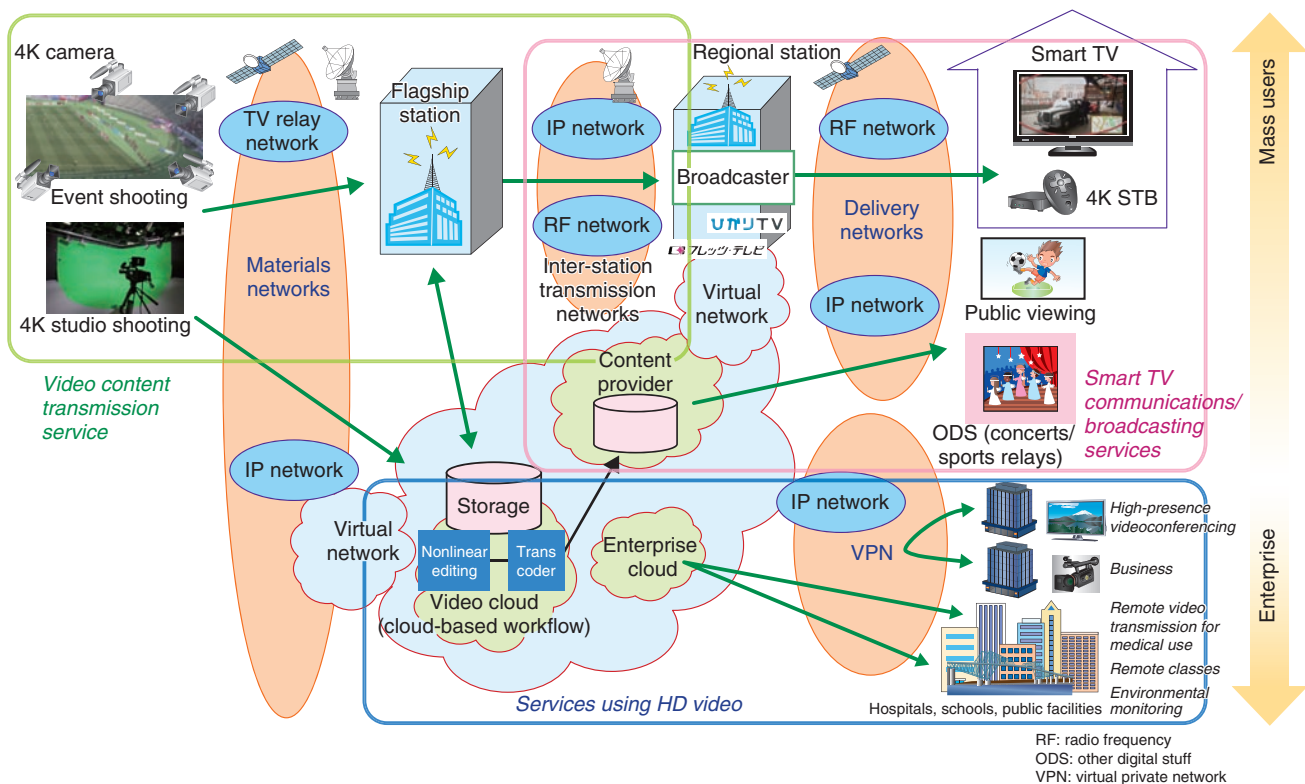 4K camera
Event shooting
4K studio shooting
Video content
transmission
service
TV relay
network
Materials
networks
IP network
Virtual
network
Flagship
station
IP network
RF network
Inter-station
transmission
networks
Regional station
Broadcaster
ひかりTV
フレッツ・テレビ
Virtual
network
Content
provider
Storage
Nonlinear
editing
Trans
coder
Video cloud
(cloud-based workflow)
Enterprise
cloud
Services using HD video
RF network
Delivery
networks
IP network
IP network
VPN
Smart TV
4K STB
Public viewing
ODS (concerts/
sports relays)
Smart TV
communications/
broadcasting
services
High-presence
videoconferencing
Business
Remote video
transmission for
medical use
Remote classes
Environmental
monitoring
Hospitals, schools, public facilities
Mass users
Enterprise
RF: radio frequency
ODS: other digital stuff
VPN: virtual private network